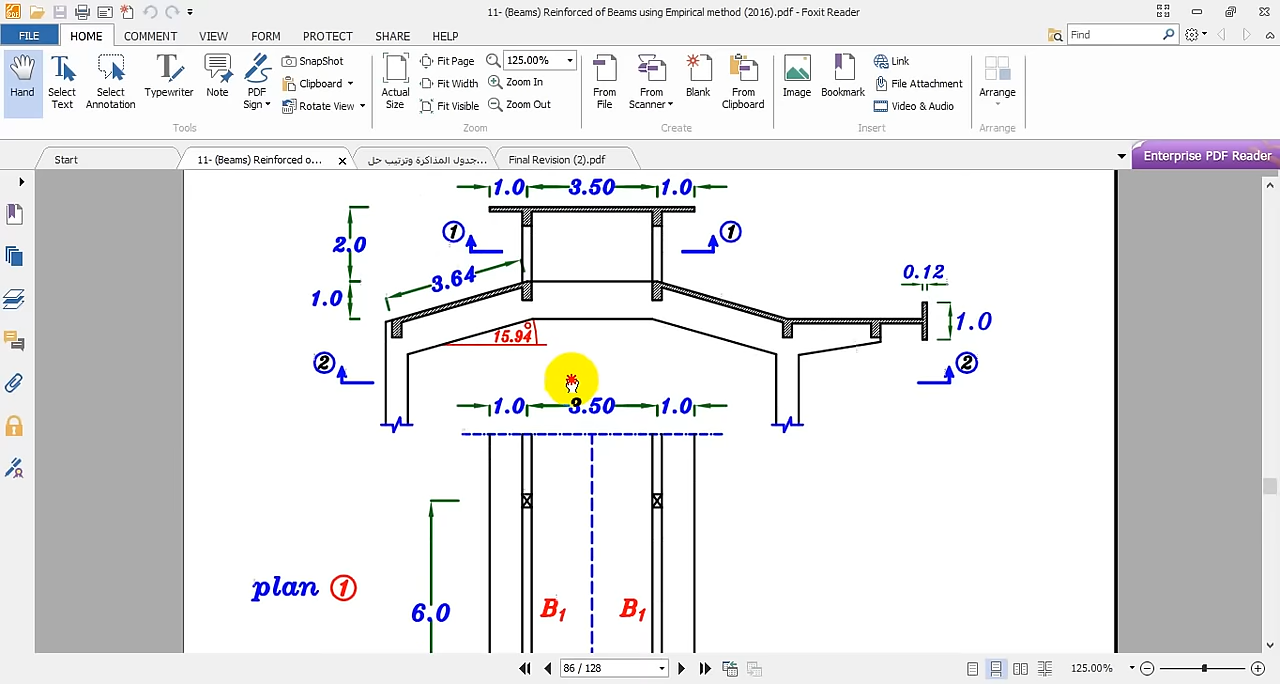 11- (Beams) Reinforced of Beams using Empirical method (2016).pdf - Foxit Reader
FILE HOME COMMENT VIEW FORM PROTECT SHARE HELP Find
Hand
Select Text
Select Annotation
Typewriter
Note
PDF Sign
SnapShot
Clipboard
Rotate View
Tools
Actual Size
Fit Page
Fit Width
Fit Visible
125.00%
Zoom In
Zoom Out
Zoom
From File
From Scanner
Blank
From Clipboard
Create
Image
Bookmark
Link
File Attachment
Video & Audio
Insert
Arrange
Arrange
Start
11- (Beams) Reinforced o...
جدول المذاكرة وترتيب حل...
Final Revision (2).pdf
Enterprise PDF Reader
1.0 3.50 1.0
1 1
2.0
3.64
0.12
1.0
1.0
15.94°
2 2
1.0 3.50 1.0
plan 1
6.0
B1 B1
86 / 128
125.00%